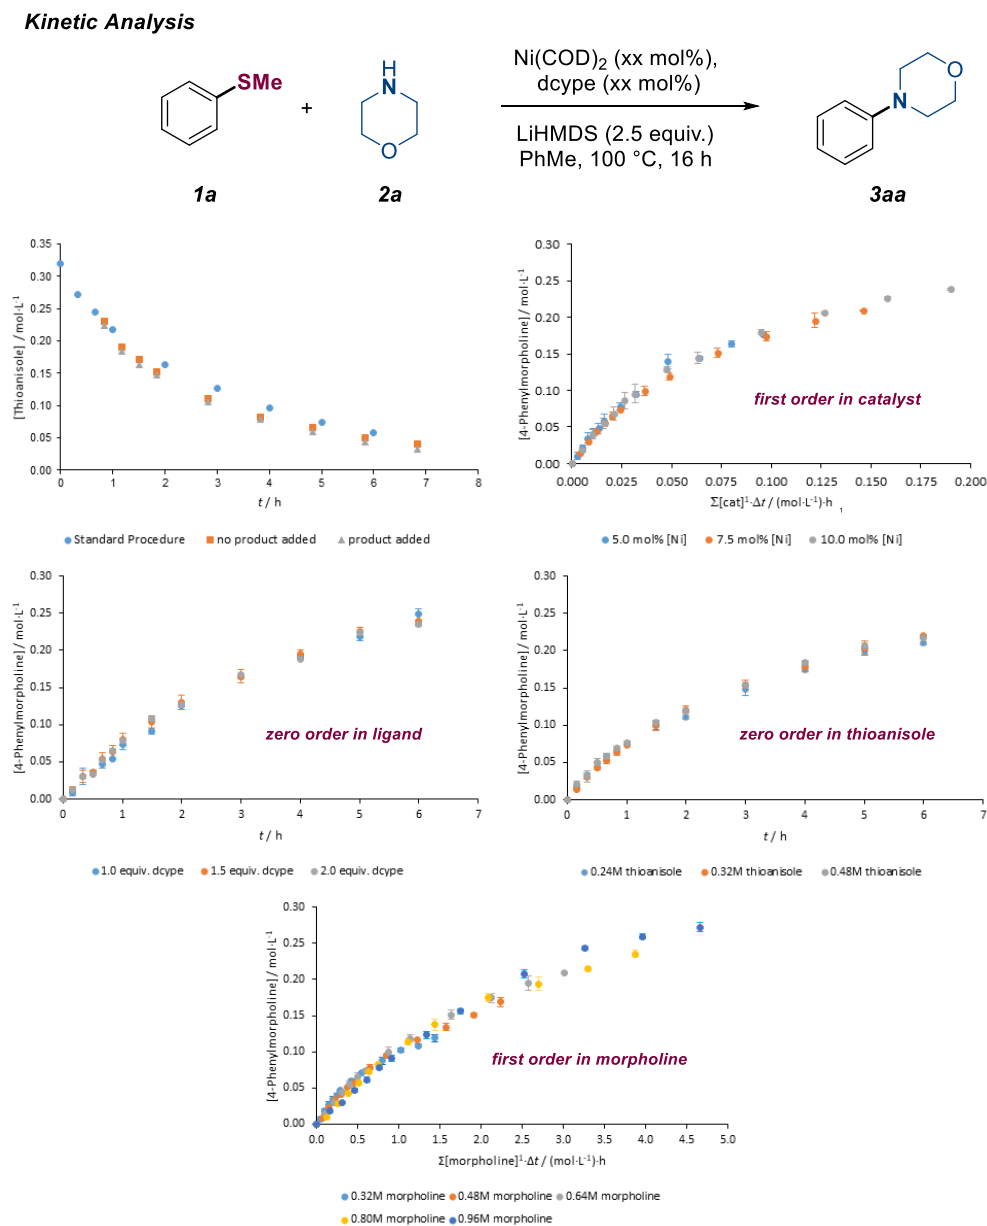 Kinetic Analysis
SMe
H
N
O
+
Ni(COD)2 (xx mol%),
dcype (xx mol%)
LiHMDS (2.5 equiv.)
PhMe, 100 °C, 16 h
N
O
1a
2a
3aa
[Thioanisole] / mol·L-1
0.35
0.30
0.25
0.20
0.15
0.10
0.05
0.00
0 1 2 3 4 5 6 7 8
t / h
Standard Procedure no product added product added
[4-Phenylmorpholine] / mol·L-1
0.30
0.25
0.20
0.15
0.10
0.05
0.00
first order in catalyst
0.000 0.025 0.050 0.075 0.100 0.125 0.150 0.175 0.200
Σ[cat]1·Δt / (mol·L-1)·h
1
5.0 mol% [Ni] 7.5 mol% [Ni] 10.0 mol% [Ni]
[4-Phenylmorpholine] / mol·L-1
0.30
0.25
0.20
0.15
0.10
0.05
0.00
zero order in ligand
0 1 2 3 4 5 6 7
t / h
1.0 equiv. dcype 1.5 equiv. dcype 2.0 equiv. dcype
[4-Phenylmorpholine] / mol·L-1
0.30
0.25
0.20
0.15
0.10
0.05
0.00
zero order in thioanisole
0 1 2 3 4 5 6 7
t / h
0.24M thioanisole 0.32M thioanisole 0.48M thioanisole
[4-Phenylmorpholine] / mol·L-1
0.30
0.25
0.20
0.15
0.10
0.05
0.00
first order in morpholine
0.0 0.5 1.0 1.5 2.0 2.5 3.0 3.5 4.0 4.5 5.0
Σ[morpholine]1·Δt / (mol·L-1)·h
0.32M morpholine 0.48M morpholine 0.64M morpholine
0.80M morpholine 0.96M morpholine